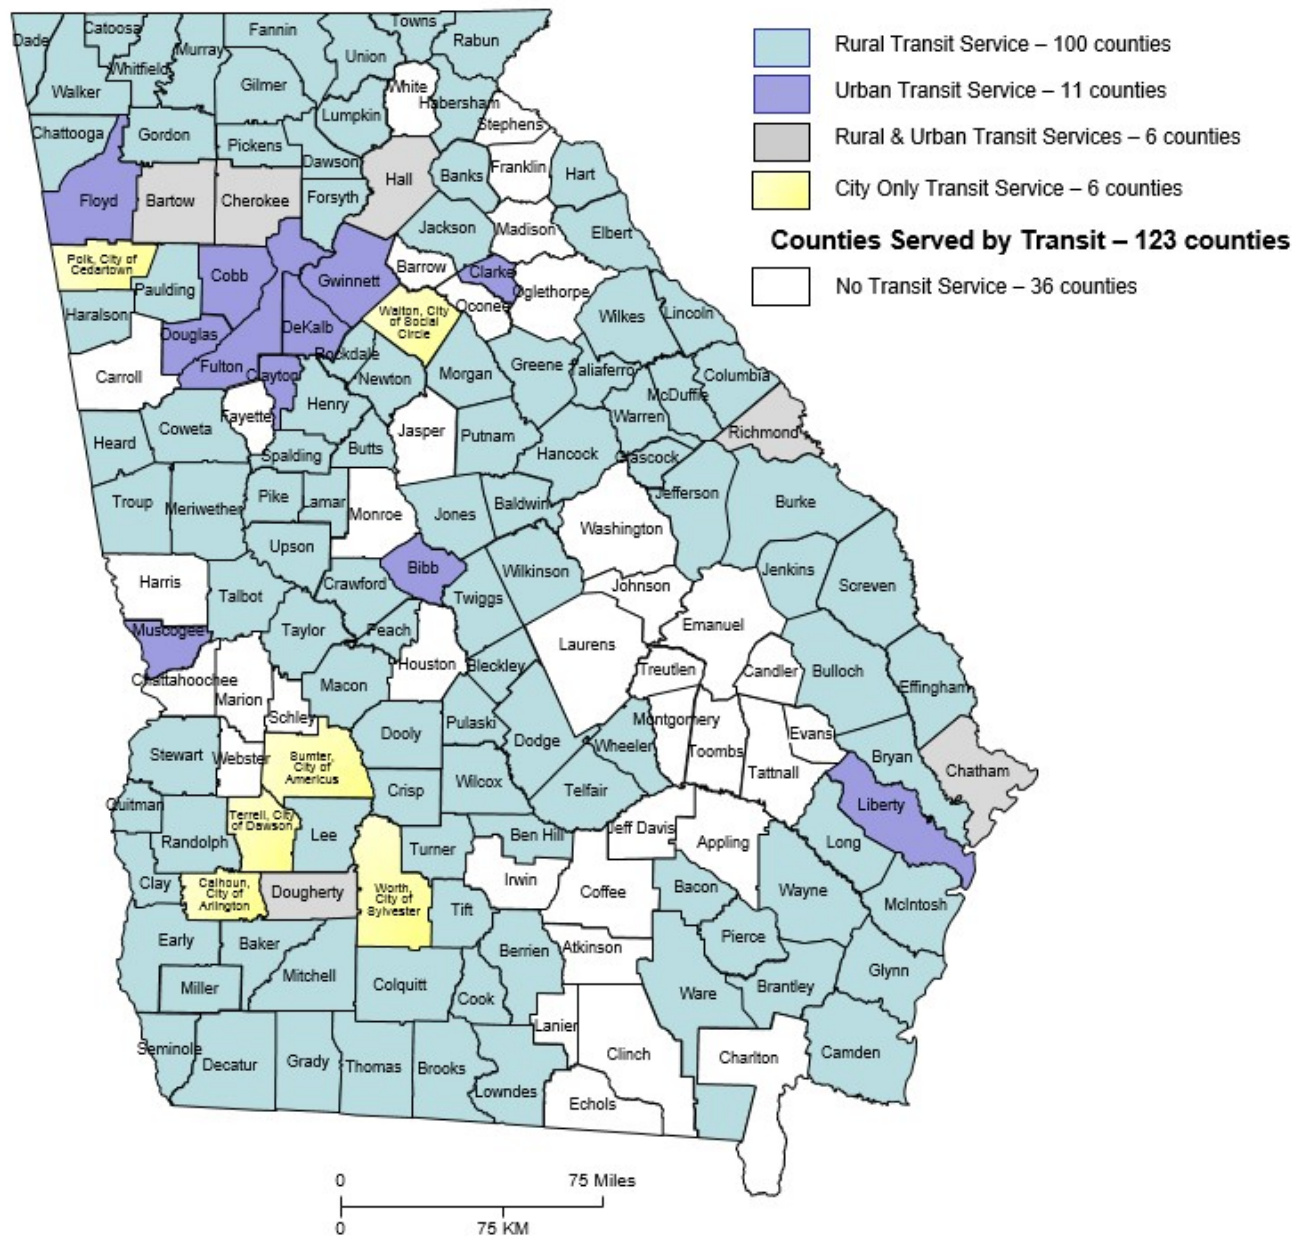 Rural Transit Service – 100 counties
Urban Transit Service – 11 counties
Rural & Urban Transit Services – 6 counties
City Only Transit Service – 6 counties
Counties Served by Transit – 123 counties
No Transit Service – 36 counties
Dade
Catoosa
Whitfield
Murray
Fannin
Towns
Rabun
Union
Walker
Gilmer
White
Habersham
Lumpkin
Stephens
Chattooga
Gordon
Pickens
Dawson
Franklin
Hart
Banks
Hall
Floyd
Bartow
Cherokee
Forsyth
Jackson
Madison
Elbert
Polk, City of
Cedartown
Paulding
Cobb
Gwinnett
Barrow
Clarke
Oglethorpe
Oconee
Haralson
Douglas
DeKalb
Walton, City
of Social
Circle
Wilkes
Lincoln
Carroll
Fulton
Clayton
Rockdale
Newton
Morgan
Greene
Taliaferro
Columbia
McDuffie
Warren
Henry
Fayette
Coweta
Heard
Spalding
Butts
Jasper
Putnam
Hancock
Glascock
Richmond
Troup
Meriwether
Pike
Lamar
Monroe
Jones
Baldwin
Jefferson
Burke
Washington
Upson
Harris
Talbot
Crawford
Bibb
Twiggs
Wilkinson
Johnson
Jenkins
Screven
Emanuel
Muscogee
Taylor
Peach
Houston
Bleckley
Laurens
Treutlen
Candler
Bulloch
Effingham
Chattahoochee
Marion
Macon
Schley
Dooly
Pulaski
Dodge
Wheeler
Montgomery
Toombs
Evans
Tattnall
Bryan
Chatham
Stewart
Webster
Sumter,
City of
Americus
Crisp
Wilcox
Telfair
Liberty
Quitman
Randolph
Terrell, City
of Dawson
Lee
Turner
Ben Hill
Jeff Davis
Appling
Long
Clay
Calhoun,
City of
Arlington
Dougherty
Worth,
City of
Sylvester
Tift
Irwin
Coffee
Bacon
Wayne
McIntosh
Early
Baker
Mitchell
Miller
Colquitt
Cook
Berrien
Atkinson
Pierce
Ware
Brantley
Glynn
Seminole
Decatur
Grady
Thomas
Brooks
Lowndes
Lanier
Clinch
Echols
Charlton
Camden
0
75 Miles
0
75 KM